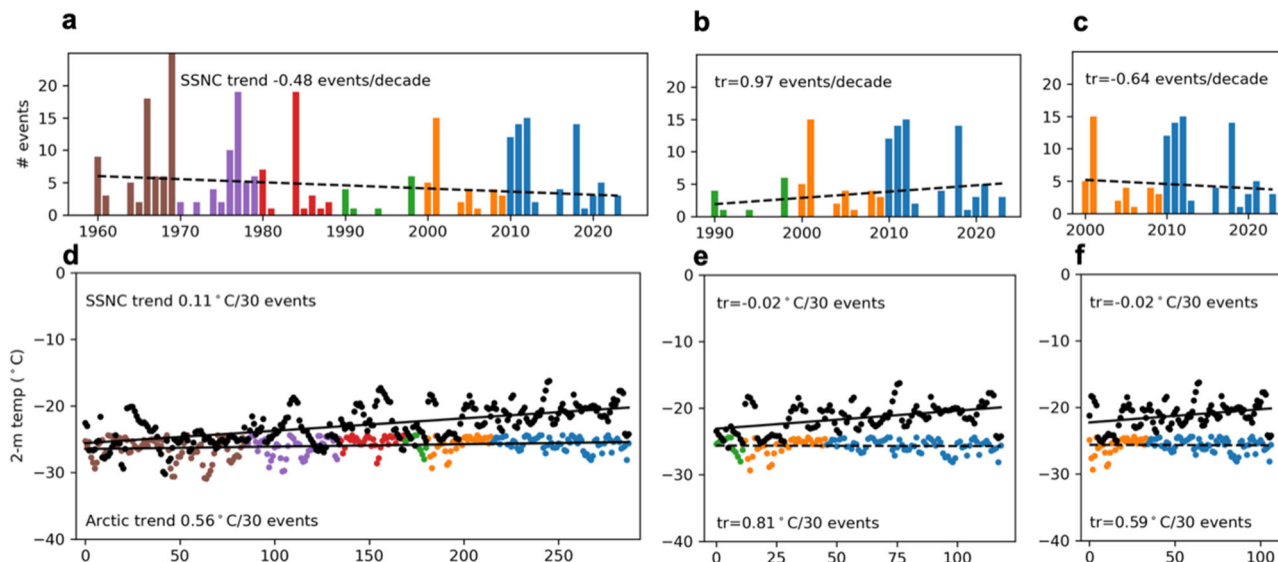 a
b
c
SSNC trend -0.48 events/decade
tr=0.97 events/decade
tr=-0.64 events/decade
# events
20
15
10
5
0
1960 1970 1980 1990 2000 2010 2020
20
15
10
5
0
1990 2000 2010 2020
20
15
10
5
0
2000 2010 2020
d
e
f
SSNC trend 0.11°C/30 events
tr=-0.02°C/30 events
tr=-0.02°C/30 events
2-m temp (°C)
0
−10
−20
−30
−40
0
−10
−20
−30
−40
0
−10
−20
−30
−40
Arctic trend 0.56°C/30 events
tr=0.81°C/30 events
tr=0.59°C/30 events
0 50 100 150 200 250
0 25 50 75 100
0 50 100